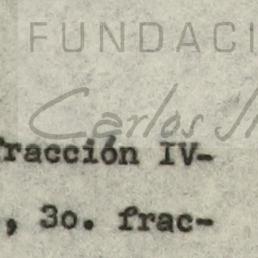 FUNDACI
Carlos
fracción IV-
, 3o. frac-